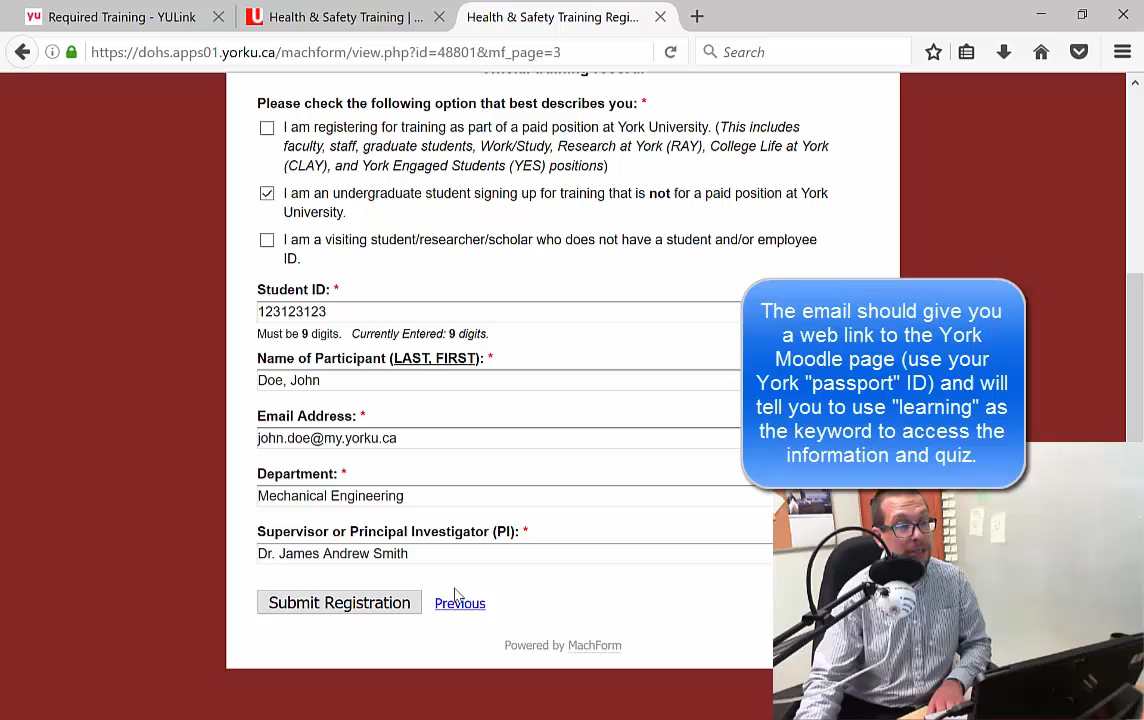 Required Training - YULink
Health & Safety Training | ...
Health & Safety Training Regi...
https://dohs.apps01.yorku.ca/machform/view.php?id=48801&mf_page=3
Search
Please check the following option that best describes you: *
I am registering for training as part of a paid position at York University. (This includes
faculty, staff, graduate students, Work/Study, Research at York (RAY), College Life at York
(CLAY), and York Engaged Students (YES) positions)
I am an undergraduate student signing up for training that is not for a paid position at York
University.
I am a visiting student/researcher/scholar who does not have a student and/or employee
ID.
Student ID: *
123123123
Must be 9 digits. Currently Entered: 9 digits.
Name of Participant (LAST, FIRST): *
Doe, John
Email Address: *
john.doe@my.yorku.ca
Department: *
Mechanical Engineering
Supervisor or Principal Investigator (PI): *
Dr. James Andrew Smith
Submit Registration Previous
Powered by MachForm
The email should give you
a web link to the York
Moodle page (use your
York "passport" ID) and will
tell you to use "learning" as
the keyword to access the
information and quiz.